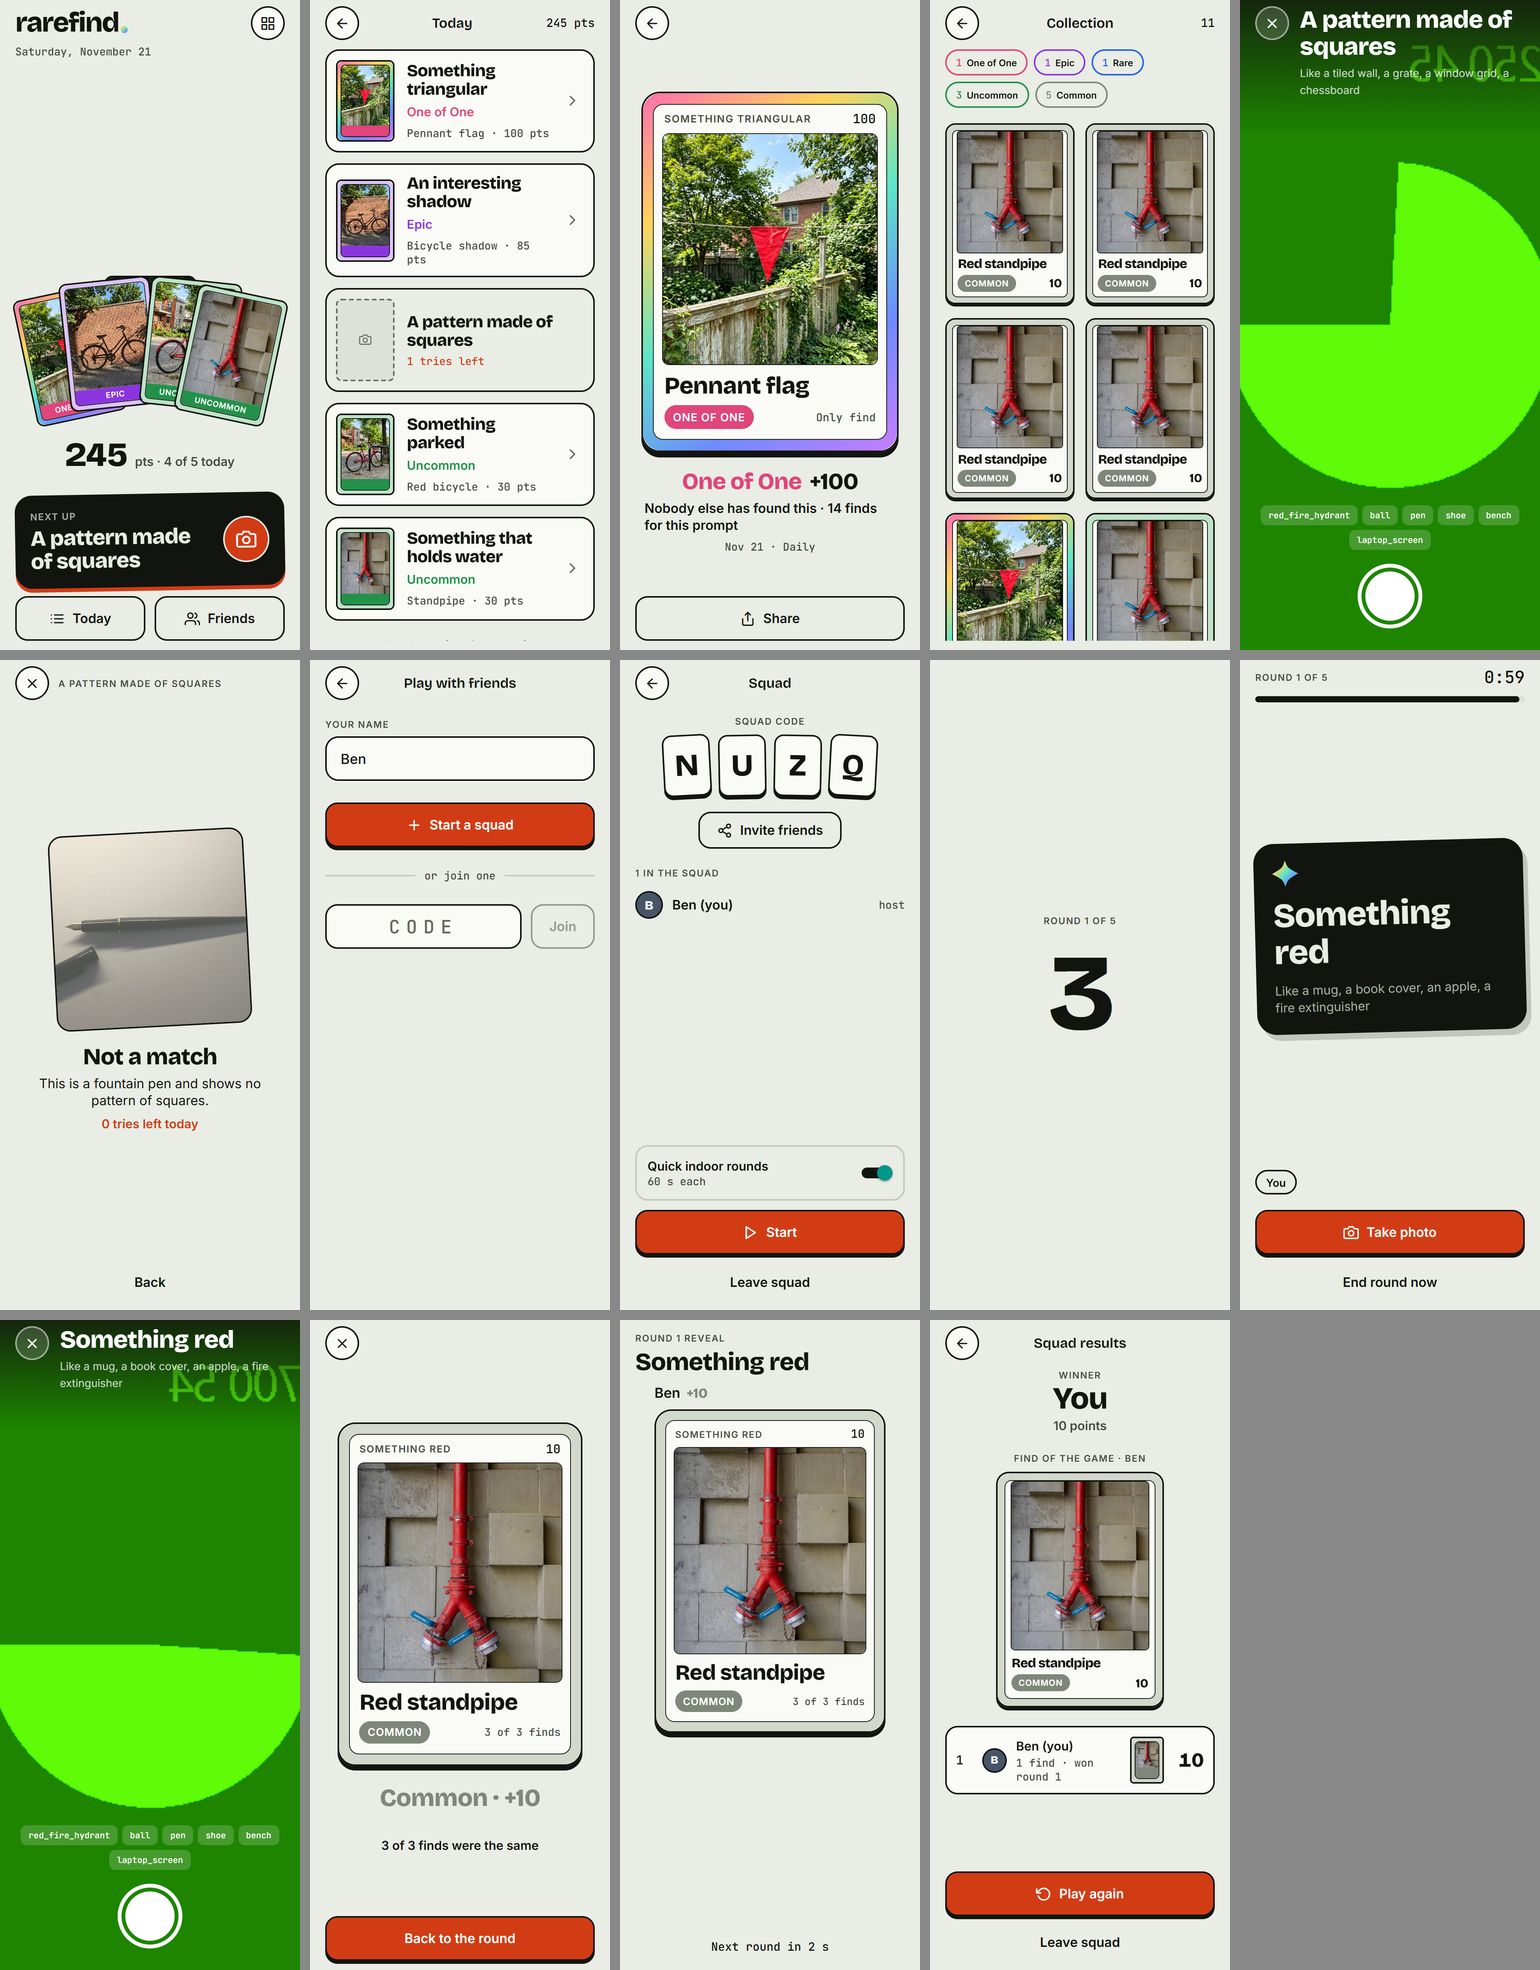 rarefind.
Saturday, November 21
ONE
EPIC
UNC
UNCOMMON
245 pts · 4 of 5 today
NEXT UP
A pattern made
of squares
Today
Friends
Today
245 pts
Something
triangular
One of One
Pennant flag · 100 pts
An interesting
shadow
Epic
Bicycle shadow · 85
pts
A pattern made of
squares
1 tries left
Something
parked
Uncommon
Red bicycle · 30 pts
Something that
holds water
Uncommon
Standpipe · 30 pts
SOMETHING TRIANGULAR 100
Pennant flag
ONE OF ONE
Only find
One of One +100
Nobody else has found this · 14 finds
for this prompt
Nov 21 · Daily
Share
Collection
11
1 One of One
1 Epic
1 Rare
3 Uncommon
5 Common
Red standpipe
COMMON 10
Red standpipe
COMMON 10
Red standpipe
COMMON 10
Red standpipe
COMMON 10
A pattern made of
squares
Like a tiled wall, a grate, a window grid, a
chessboard
250 45
red_fire_hydrant
ball
pen
shoe
bench
laptop_screen
A PATTERN MADE OF SQUARES
Not a match
This is a fountain pen and shows no
pattern of squares.
0 tries left today
Back
Play with friends
YOUR NAME
Ben
Start a squad
or join one
CODE
Join
Squad
SQUAD CODE
N U Z Q
Invite friends
1 IN THE SQUAD
B
Ben (you)
host
Quick indoor rounds
60 s each
Start
Leave squad
ROUND 1 OF 5
3
ROUND 1 OF 5
0:59
Something
red
Like a mug, a book cover, an apple, a
fire extinguisher
You
Take photo
End round now
Something red
Like a mug, a book cover, an apple, a fire
extinguisher
700 54
red_fire_hydrant
ball
pen
shoe
bench
laptop_screen
SOMETHING RED 10
Red standpipe
COMMON
3 of 3 finds
Common · +10
3 of 3 finds were the same
Back to the round
ROUND 1 REVEAL
Something red
Ben +10
SOMETHING RED 10
Red standpipe
COMMON
3 of 3 finds
Next round in 2 s
Squad results
WINNER
You
10 points
FIND OF THE GAME · BEN
Red standpipe
COMMON 10
1
B
Ben (you)
1 find · won
round 1
10
Play again
Leave squad